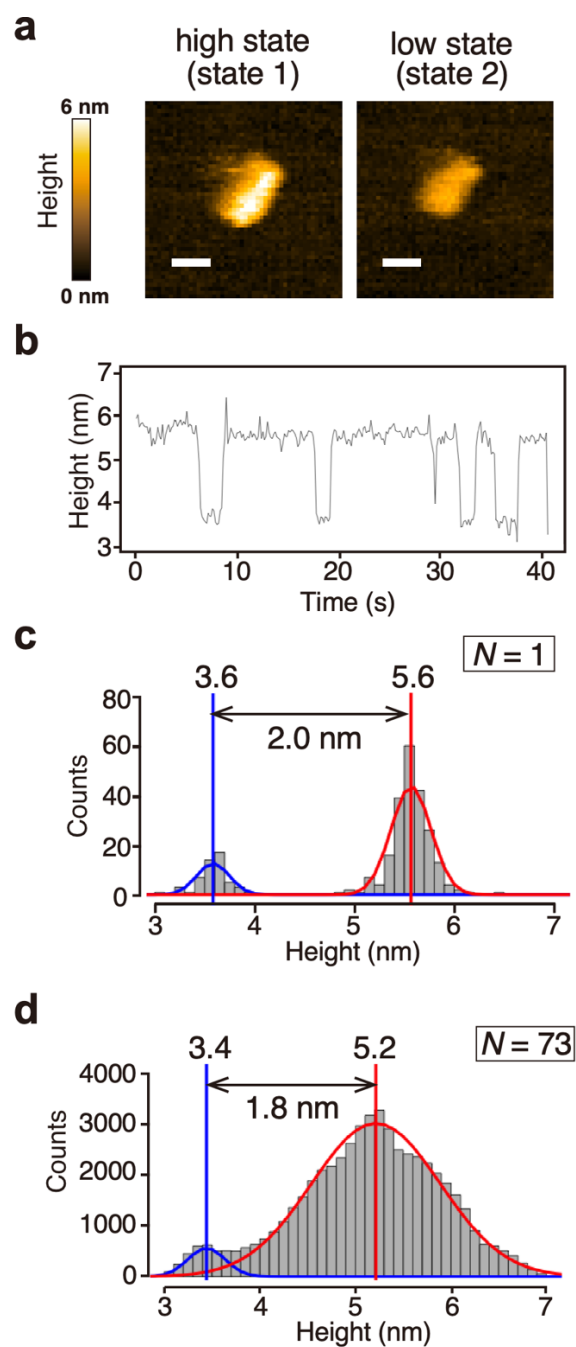 a
high state
(state 1)
low state
(state 2)
6 nm
Height
0 nm
b
7
6
5
4
3
Height (nm)
0
10
20
30
40
Time (s)
c
N = 1
3.6
5.6
2.0 nm
80
60
40
20
0
Counts
3
4
5
6
7
Height (nm)
d
N = 73
3.4
5.2
1.8 nm
4000
3000
2000
1000
0
Counts
3
4
5
6
7
Height (nm)